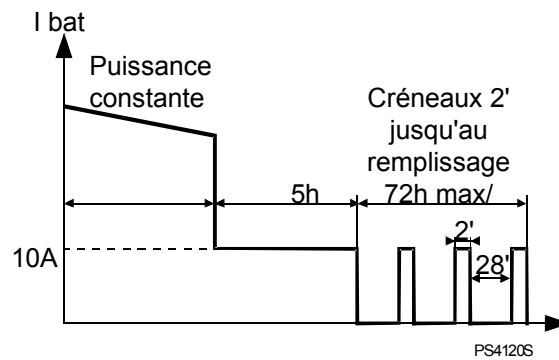 I bat
Puissance
constante
Créneaux 2'
jusqu'au
remplissage
5h
72h max/
2'
10A
28'
PS4120S